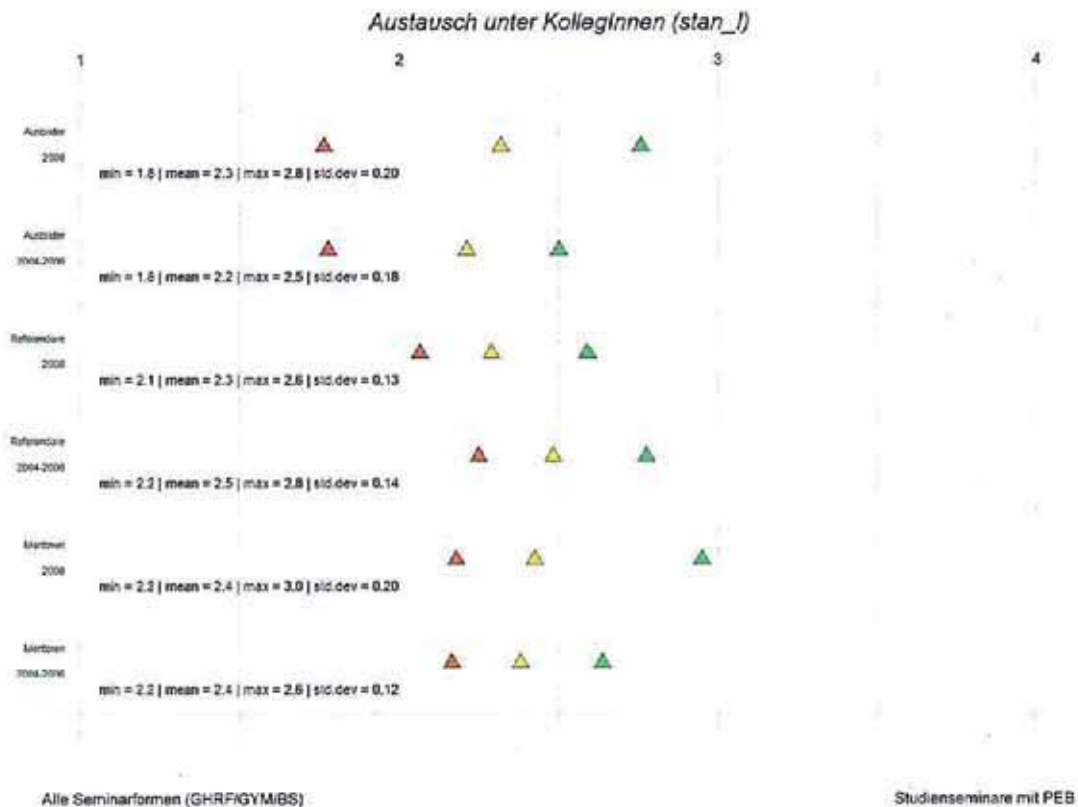 Austausch unter KollegInnen (stan_I)
1 2 3 4
Ausbilder
2008
min = 1.8 | mean = 2.3 | max = 2.8 | std.dev = 0.20
Ausbilder
2004-2006
min = 1.8 | mean = 2.2 | max = 2.5 | std.dev = 0.18
Referendare
2008
min = 2.1 | mean = 2.3 | max = 2.6 | std.dev = 0.13
Referendare
2004-2006
min = 2.2 | mean = 2.5 | max = 2.8 | std.dev = 0.14
Mentoren
2008
min = 2.2 | mean = 2.4 | max = 3.0 | std.dev = 0.20
Mentoren
2004-2006
min = 2.2 | mean = 2.4 | max = 2.6 | std.dev = 0.12
Alle Seminarformen (GHRF/GYM/BS) Studienseminare mit PEB